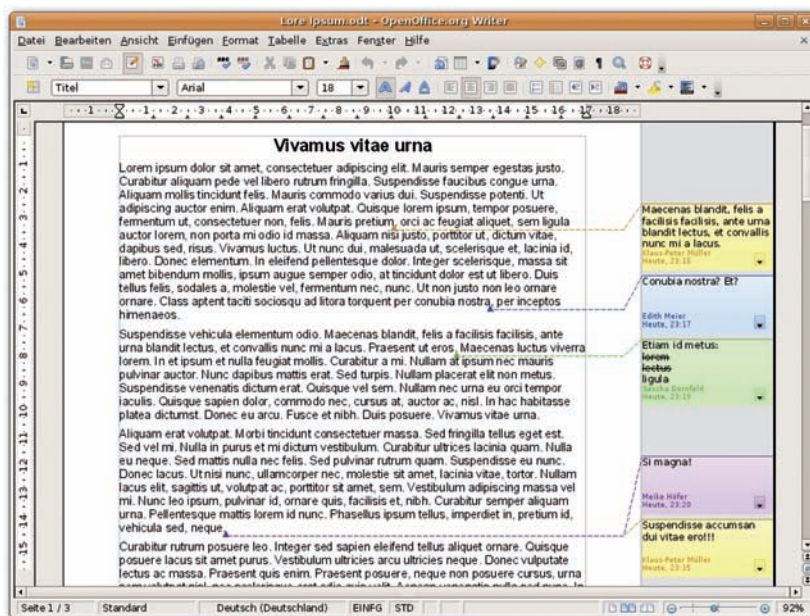 Lore Ipsum.odt - OpenOffice.org Writer
Datei Bearbeiten Ansicht Einfügen Format Tabelle Extras Fenster Hilfe
Titel Arial 18
···1···1···2···3···4···5···6···7···8···9···10···11···12···13···14···15···16···17···18···
Vivamus vitae urna
Lorem ipsum dolor sit amet, consectetuer adipiscing elit. Mauris semper egestas justo.
Curabitur aliquam pede vel libero rutrum fringilla. Suspendisse faucibus congue urna.
Aliquam mollis tincidunt felis. Mauris commodo varius dui. Suspendisse potenti. Ut
adipiscing auctor enim. Aliquam erat volutpat. Quisque lorem ipsum, tempor posuere,
fermentum ut, consectetuer non, felis. Mauris pretium, orci ac feugiat aliquet, sem ligula
auctor lorem, non porta mi odio id massa. Aliquam nisi justo, porttitor ut, dictum vitae,
dapibus sed, risus. Vivamus luctus. Ut nunc dui, malesuada ut, scelerisque et, lacinia id,
libero. Donec elementum. In eleifend pellentesque dolor. Integer scelerisque, massa sit
amet bibendum mollis, ipsum augue semper odio, at tincidunt dolor est ut libero. Duis
tellus felis, sodales a, molestie vel, fermentum nec, nunc. Ut non justo non leo ornare
ornare. Class aptent taciti sociosqu ad litora torquent per conubia nostra, per inceptos
himenaeos.
Suspendisse vehicula elementum odio. Maecenas blandit, felis a facilisis facilisis, ante
urna blandit lectus, et convallis nunc mi a lacus. Praesent ut eros. Maecenas luctus viverra
lorem. In et ipsum et nulla feugiat mollis. Curabitur a mi. Nullam at ipsum nec mauris
pulvinar auctor. Nunc dapibus mattis erat. Sed turpis. Nullam placerat elit non metus.
Suspendisse venenatis dictum erat. Quisque vel sem. Nullam nec urna eu orci tempor
iaculis. Quisque sapien dolor, commodo nec, cursus at, auctor ac, nisl. In hac habitasse
platea dictumst. Donec eu arcu. Fusce et nibh. Duis posuere. Vivamus vitae urna.
Aliquam erat volutpat. Morbi tincidunt consectetuer massa. Sed fringilla tellus eget est.
Sed vel mi. Nulla in purus et mi dictum vestibulum. Curabitur ultrices lacinia quam. Nulla
eu neque. Sed mattis nulla nec felis. Sed pulvinar rutrum quam. Suspendisse eu nunc.
Donec lacus. Ut nisi nunc, ullamcorper nec, molestie sit amet, lacinia vitae, tortor. Nullam
lacus elit, sagittis ut, volutpat ac, porttitor sit amet, sem. Vestibulum adipiscing massa vel
mi. Nunc leo ipsum, pulvinar id, ornare quis, facilisis et, nibh. Curabitur semper aliquam
urna. Pellentesque mattis lorem id nunc. Phasellus ipsum tellus, imperdiet in, pretium id,
vehicula sed, neque.
Curabitur rutrum posuere leo. Integer sed sapien eleifend tellus aliquet ornare. Quisque
posuere lacus sit amet purus. Vestibulum ultricies arcu ultricies neque. Donec vulputate
lectus ac massa. Praesent quis enim. Praesent posuere, neque non posuere cursus, urna
Maecenas blandit, felis a
facilisis facilisis, ante urna
blandit lectus, et convallis
nunc mi a lacus.
Klaus-Peter Müller
Heute, 23:15
Conubia nostra? Et?
Edith Meier
Heute, 23:17
Etiam id metus:
lorem
lectus
ligula
Sascha Dornfeld
Heute, 23:19
Si magna!
Meike Höfer
Heute, 23:20
Suspendisse accumsan
dui vitae ero!!!
Klaus-Peter Müller
Heute, 23:15
Seite 1 / 3 Standard Deutsch (Deutschland) EINFG STD 92%